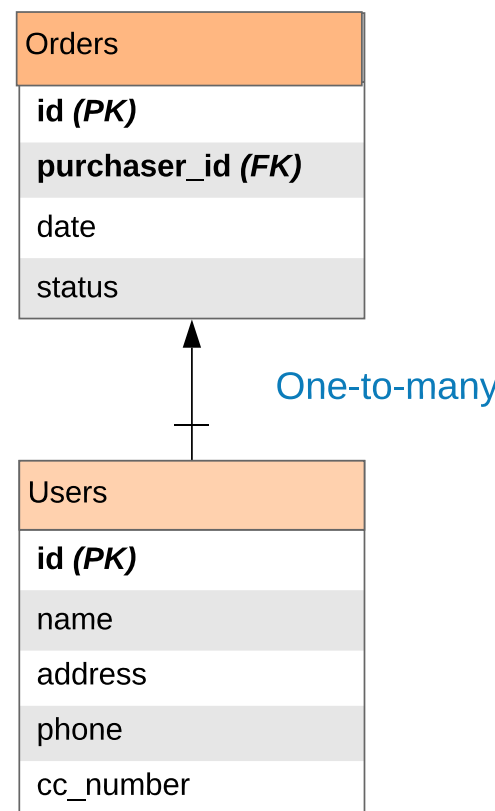 Orders
id (PK)
purchaser_id (FK)
date
status
One-to-many
Users
id (PK)
name
address
phone
cc_number